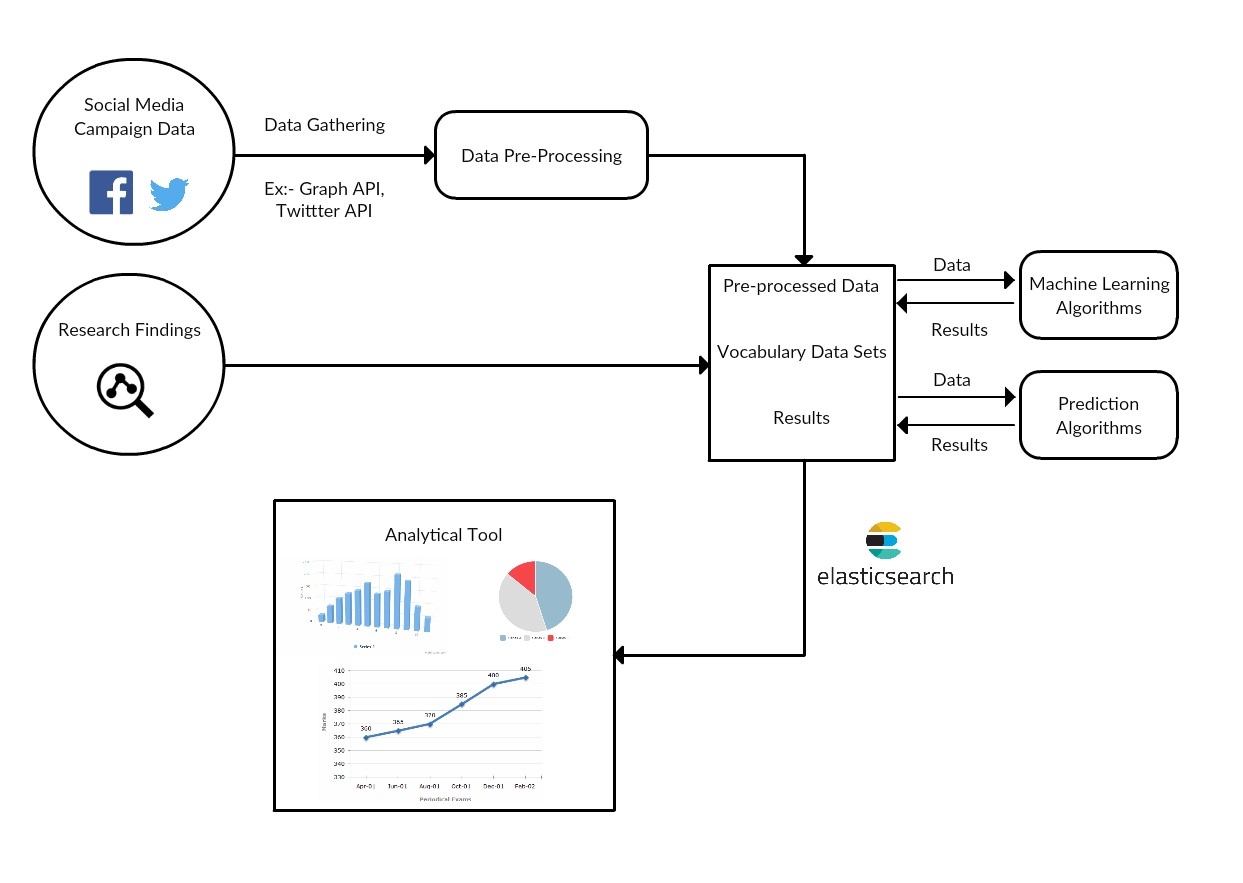 Social Media
Campaign Data
Data Gathering
Ex:- Graph API,
Twittter API
Data Pre-Processing
Research Findings
Pre-processed Data
Vocabulary Data Sets
Results
Data
Results
Machine Learning
Algorithms
Data
Results
Prediction
Algorithms
elasticsearch
Analytical Tool
Series 1
410
400
390
380
370
360
350
340
330
Marks
360
365
370
385
400
405
Apr-01
Jun-01
Aug-01
Oct-01
Dec-01
Feb-02
Periodical Exams